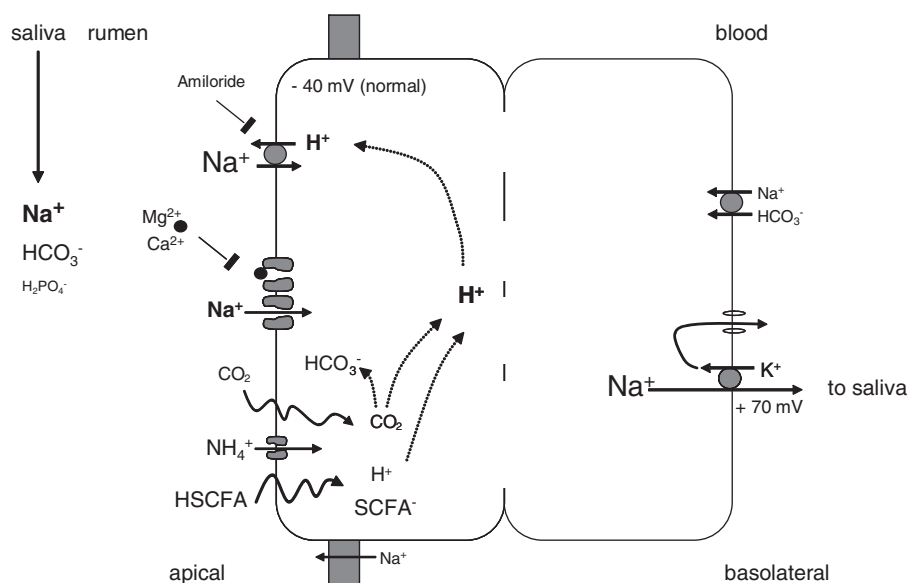 saliva rumen
blood
Amiloride
- 40 mV (normal)
H⁺
Na⁺
Na⁺
HCO₃⁻
H₂PO₄⁻
Mg²⁺
Ca²⁺
Na⁺
HCO₃⁻
H⁺
Na⁺
HCO₃⁻
CO₂
CO₂
K⁺
Na⁺
to saliva
+ 70 mV
NH₄⁺
H⁺
HSCFA
SCFA⁻
Na⁺
apical
basolateral